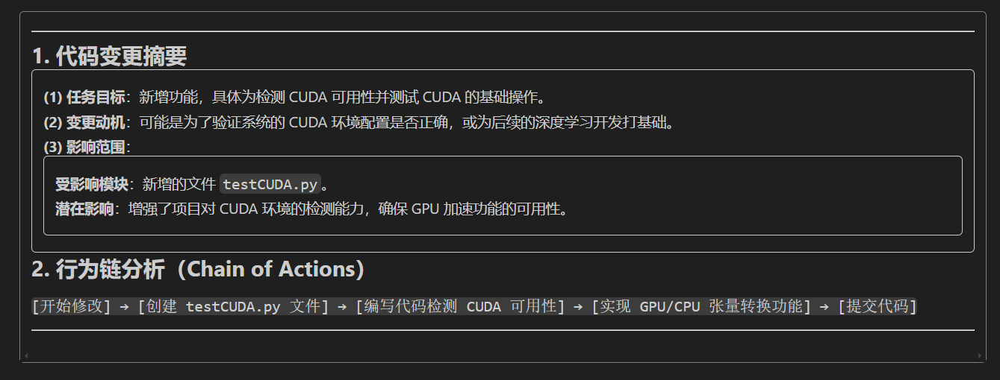 1. 代码变更摘要
(1) 任务目标：新增功能，具体为检测 CUDA 可用性并测试 CUDA 的基础操作。
(2) 变更动机：可能是为了验证系统的 CUDA 环境配置是否正确，或为后续的深度学习开发打基础。
(3) 影响范围：
受影响模块：新增的文件 testCUDA.py。
潜在影响：增强了项目对 CUDA 环境的检测能力，确保 GPU 加速功能的可用性。
2. 行为链分析（Chain of Actions）
[开始修改] → [创建 testCUDA.py 文件] → [编写代码检测 CUDA 可用性] → [实现 GPU/CPU 张量转换功能] → [提交代码]